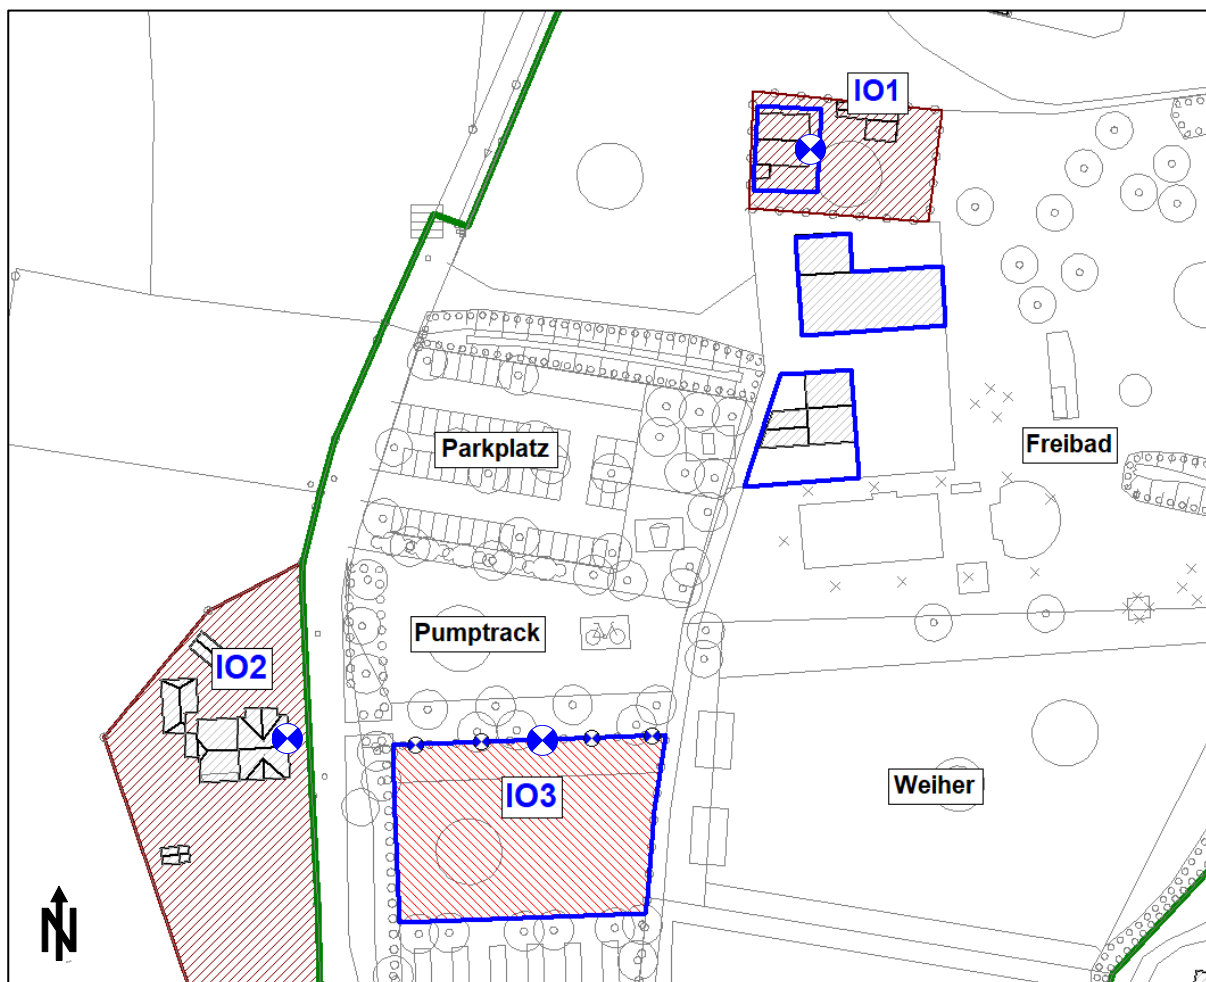 IO1
Parkplatz
Freibad
Pumptrack
IO2
Weiher
IO3
N